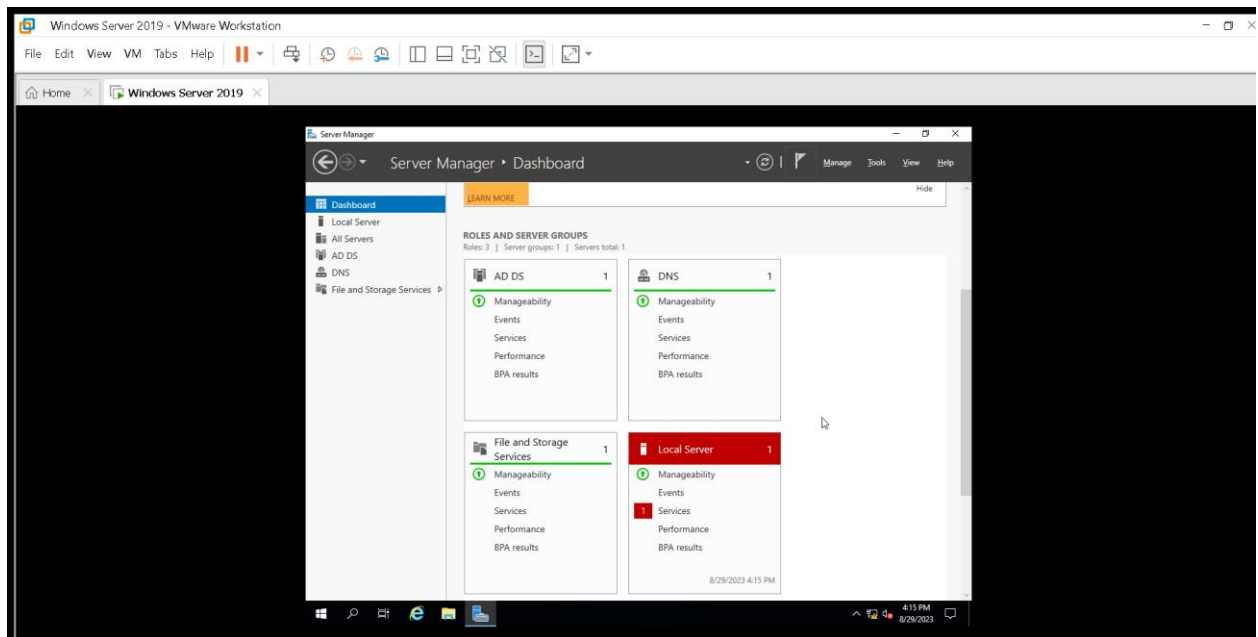 Windows Server 2019 - VMware Workstation
File Edit View VM Tabs Help
Home
Windows Server 2019
Server Manager
Server Manager • Dashboard
Manage Tools View Help
Dashboard
Local Server
All Servers
AD DS
DNS
File and Storage Services
LEARN MORE
Hide
ROLES AND SERVER GROUPS
Roles: 3 | Server groups: 1 | Servers total: 1
AD DS 1
Manageability
Events
Services
Performance
BPA results
DNS 1
Manageability
Events
Services
Performance
BPA results
File and Storage
Services 1
Manageability
Events
Services
Performance
BPA results
Local Server 1
Manageability
Events
1 Services
Performance
BPA results
8/29/2023 4:15 PM
4:15 PM
8/29/2023